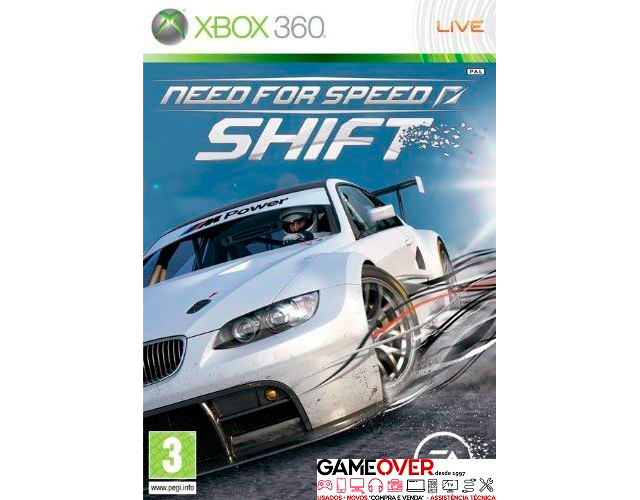 XBOX 360
LIVE
PAL
NEED FOR SPEED
SHIFT
M Power
3
www.pegi.info
EA
GAMEOVER desde 1997
USADOS • NOVOS "COMPRA E VENDA" - ASSISTÊNCIA TÉCNICA